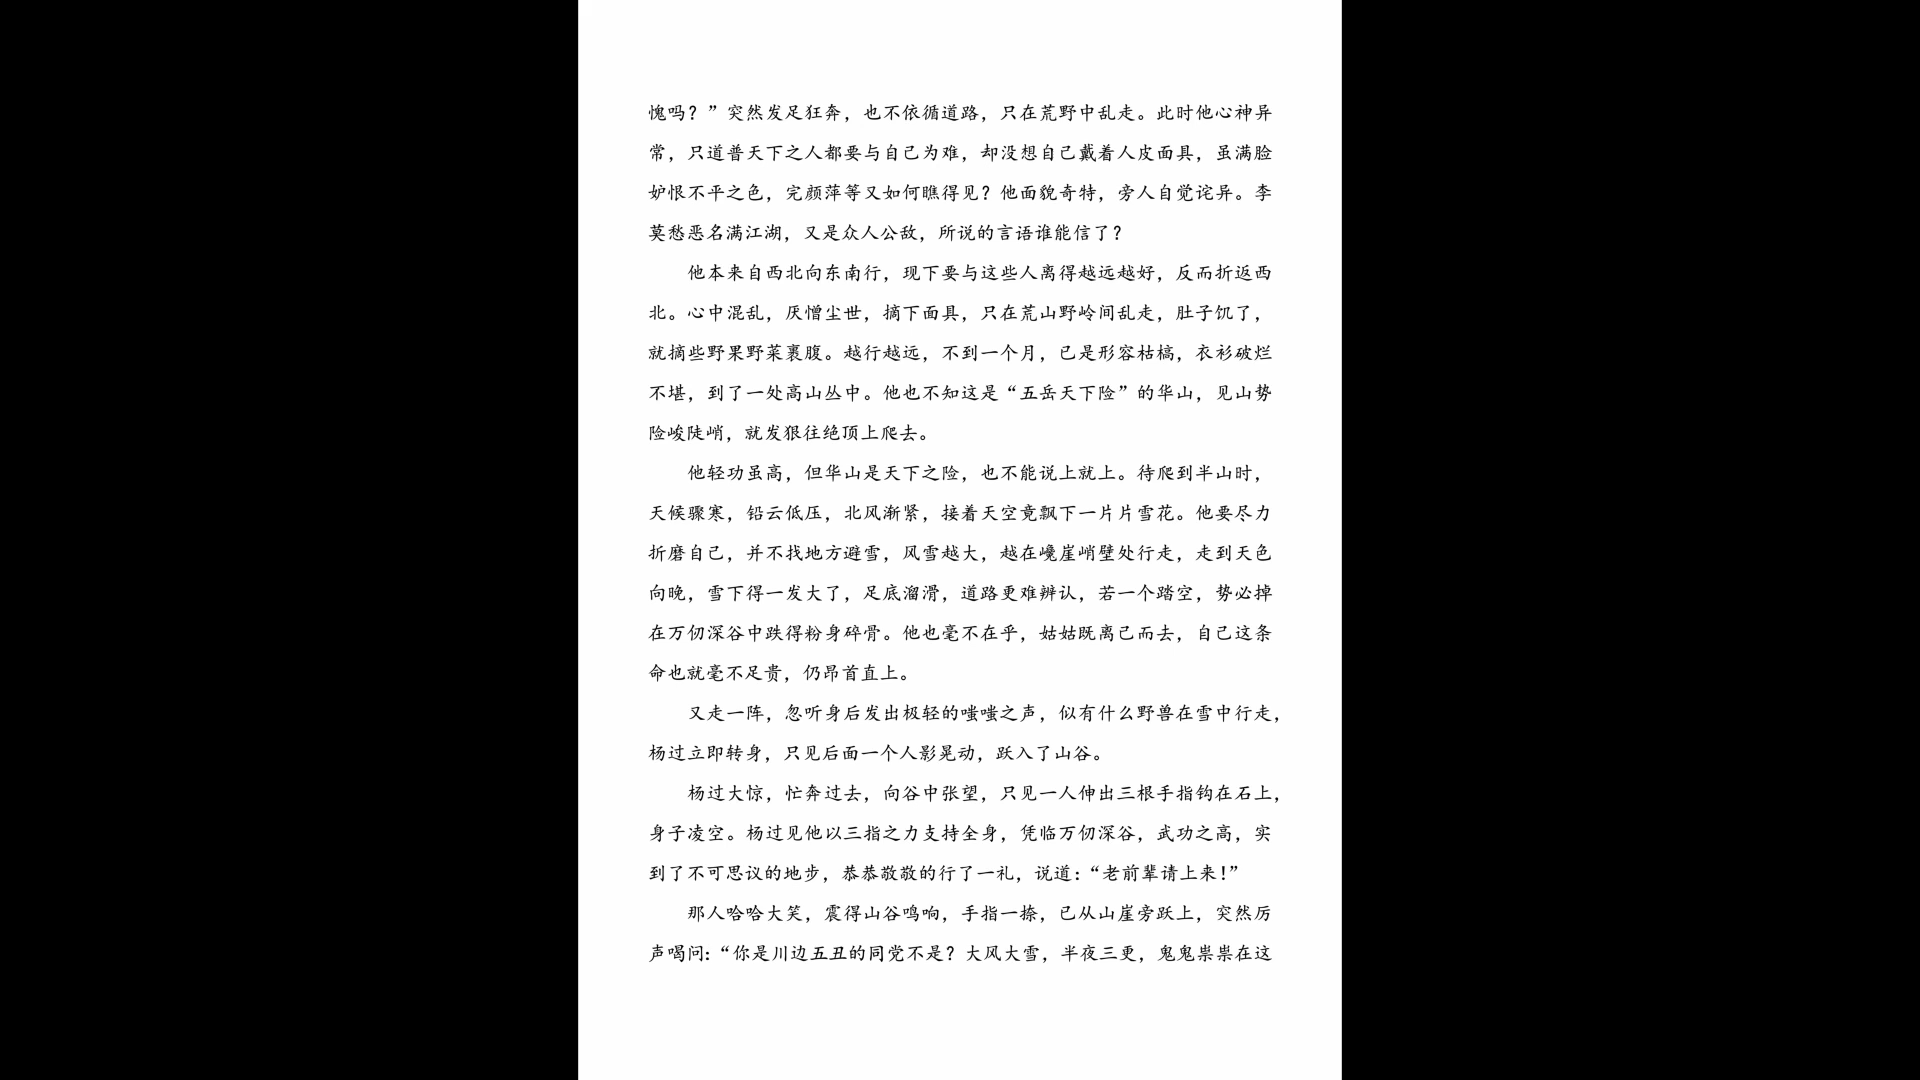 愧吗？”突然发足狂奔，也不依循道路，只在荒野中乱走。此时他心神异
常，只道普天下之人都要与自己为难，却没想自己戴着人皮面具，虽满脸
妒恨不平之色，完颜萍等又如何瞧得见？他面貌奇特，旁人自觉诧异。李
莫愁恶名满江湖，又是众人公敌，所说的言语谁能信了？
他本来自西北向东南行，现下要与这些人离得越远越好，反而折返西
北。心中混乱，厌憎尘世，摘下面具，只在荒山野岭间乱走，肚子饥了，
就摘些野果野菜裹腹。越行越远，不到一个月，已是形容枯槁，衣衫破烂
不堪，到了一处高山丛中。他也不知这是“五岳天下险”的华山，见山势
险峻陡峭，就发狠往绝顶上爬去。
他轻功虽高，但华山是天下之险，也不能说上就上。待爬到半山时，
天候骤寒，铅云低压，北风渐紧，接着天空竟飘下一片片雪花。他要尽力
折磨自己，并不找地方避雪，风雪越大，越在巉崖峭壁处行走，走到天色
向晚，雪下得一发大了，足底溜滑，道路更难辨认，若一个踏空，势必掉
在万仞深谷中跌得粉身碎骨。他也毫不在乎，姑姑既离己而去，自己这条
命也就毫不足贵，仍昂首直上。
又走一阵，忽听身后发出极轻的嗤嗤之声，似有什么野兽在雪中行走，
杨过立即转身，只见后面一个人影晃动，跃入了山谷。
杨过大惊，忙奔过去，向谷中张望，只见一人伸出三根手指钩在石上，
身子凌空。杨过见他以三指之力支持全身，凭临万仞深谷，武功之高，实
到了不可思议的地步，恭恭敬敬的行了一礼，说道：“老前辈请上来！”
那人哈哈大笑，震得山谷鸣响，手指一捺，已从山崖旁跃上，突然厉
声喝问：“你是川边五丑的同党不是？大风大雪，半夜三更，鬼鬼祟祟在这